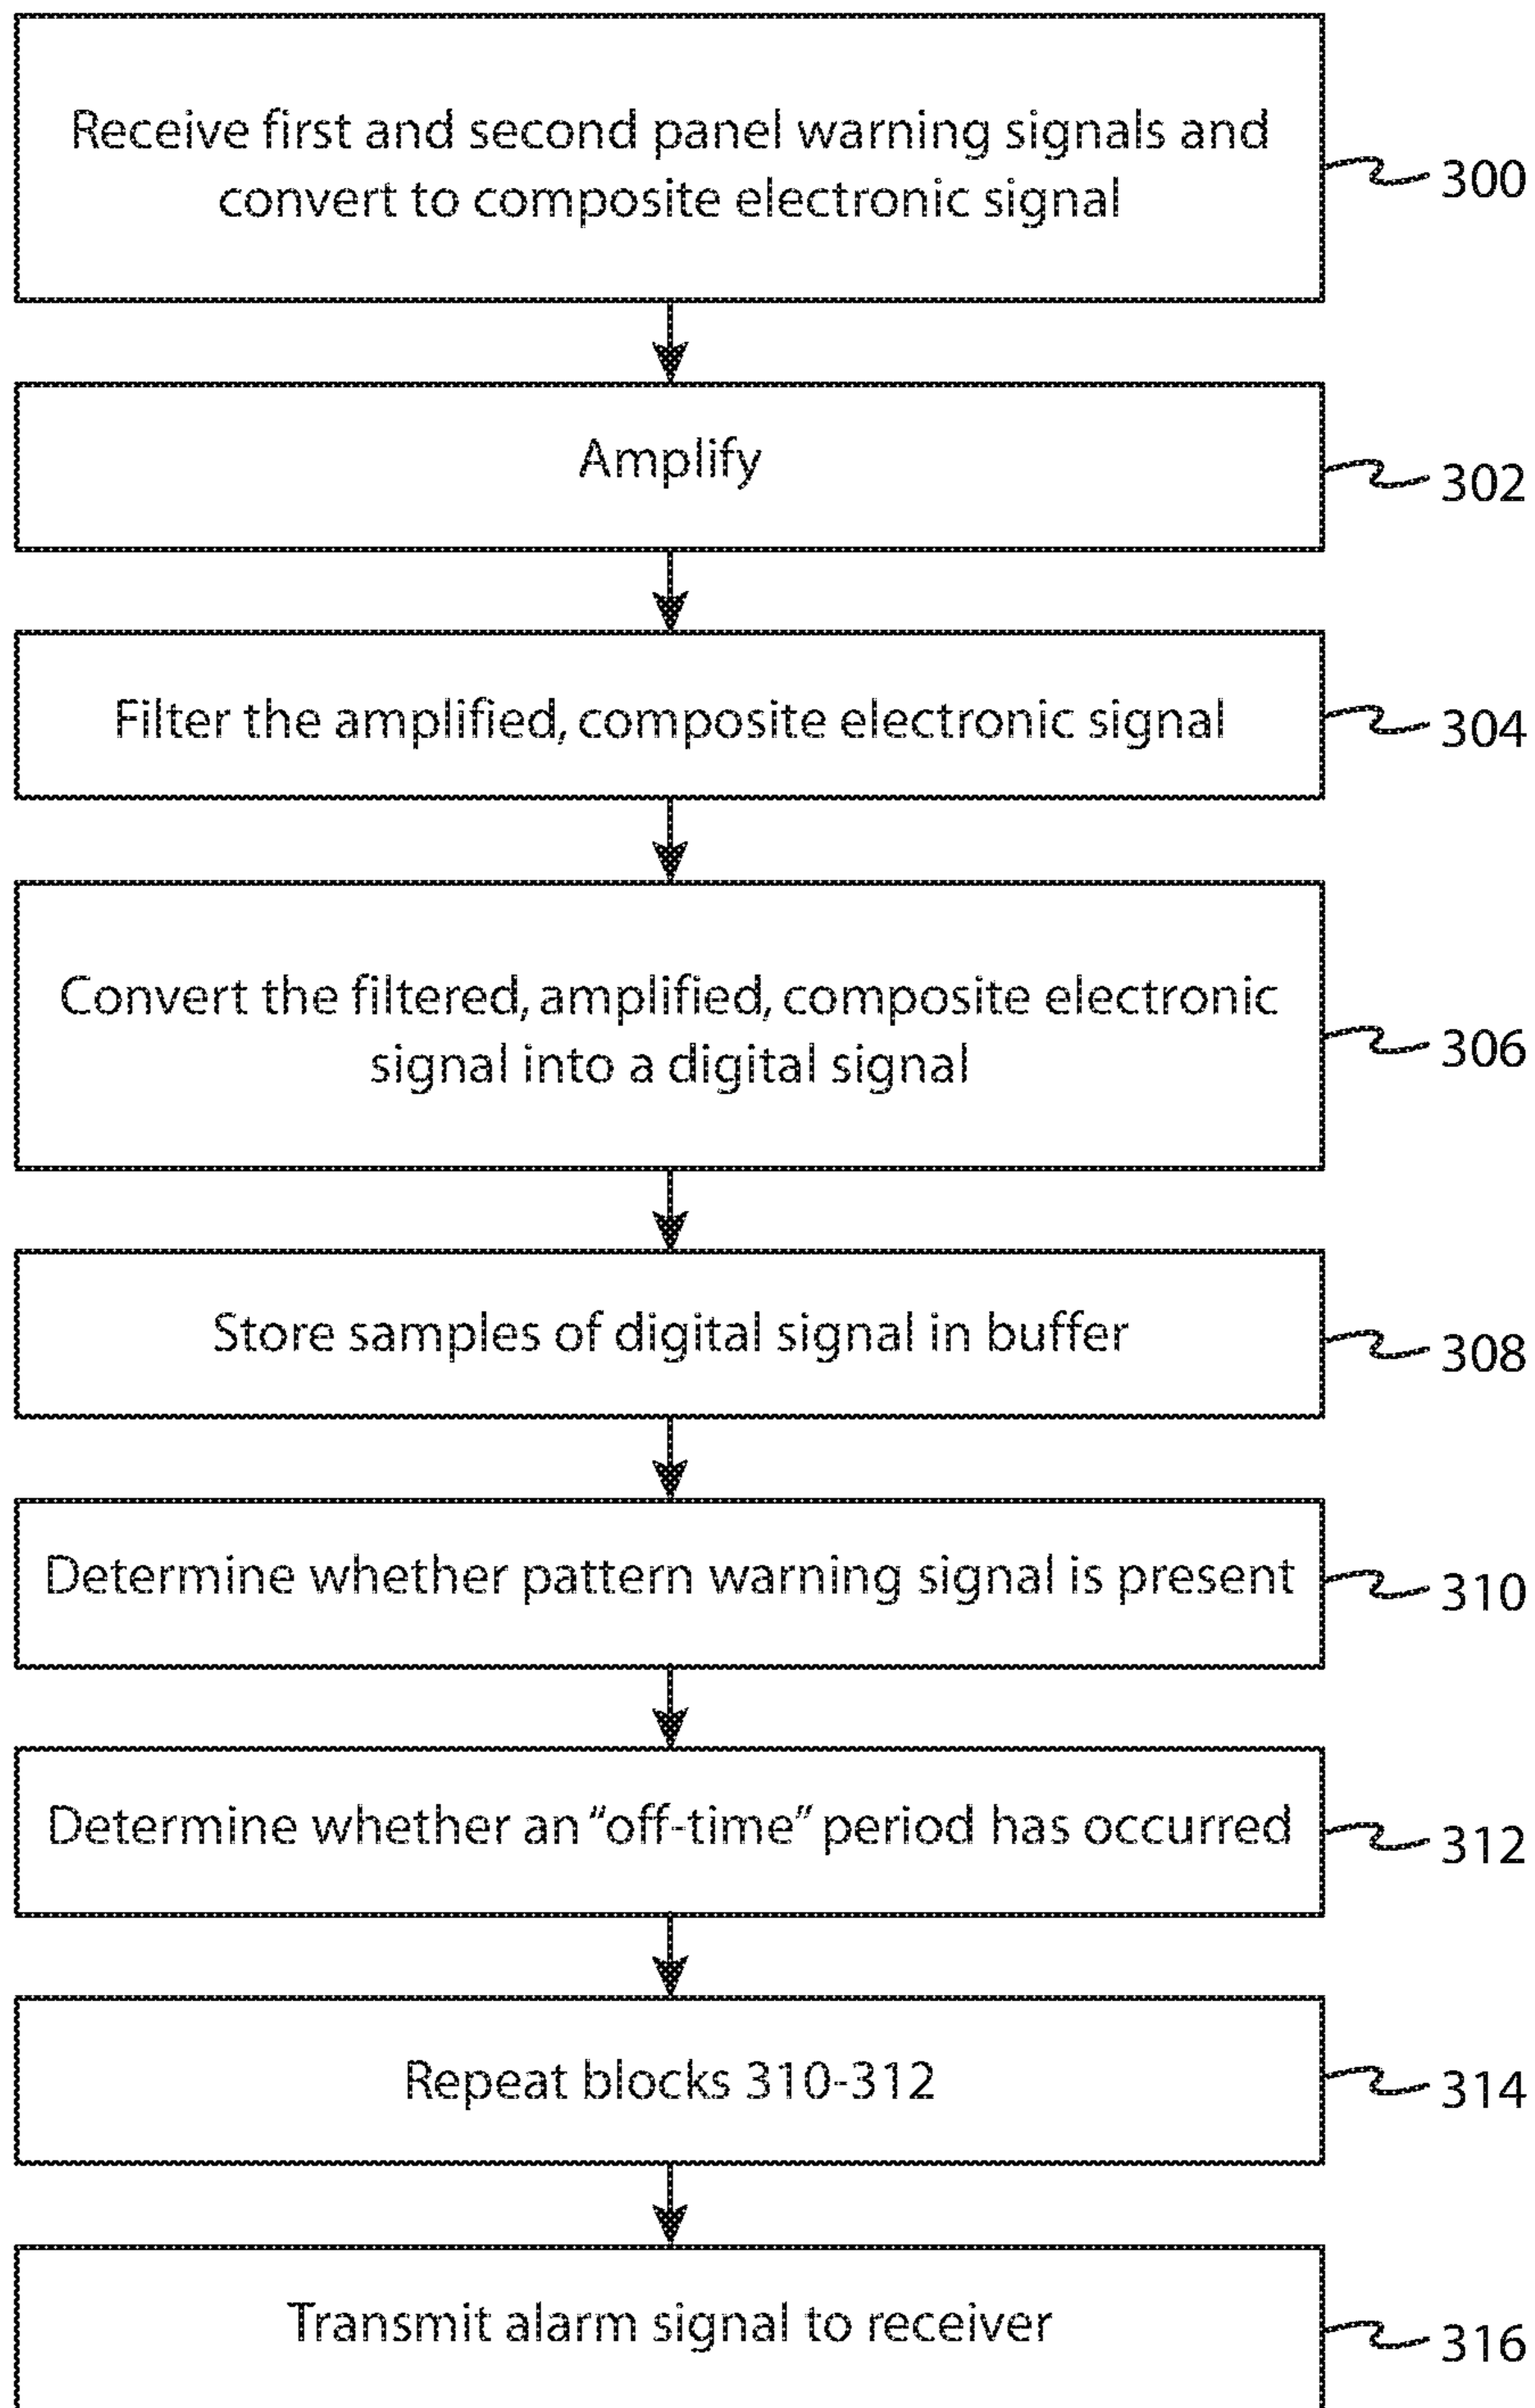 Receive first and second panel warning signals and
convert to composite electronic signal
300
Amplify
302
Filter the amplified, composite electronic signal
304
Convert the filtered, amplified, composite electronic
signal into a digital signal
306
Store samples of digital signal in buffer
308
Determine whether pattern warning signal is present
310
Determine whether an “off-time” period has occurred
312
Repeat blocks 310-312
314
Transmit alarm signal to receiver
316